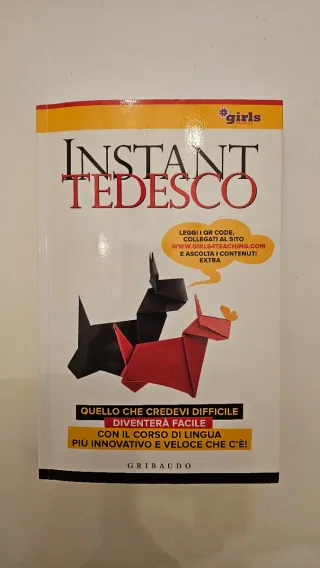 *girls
INSTANT
TEDESCO
LEGGI I QR CODE,
COLLEGATI AL SITO
WWW.GIRLS4TEACHING.COM
E ASCOLTA I CONTENUTI
EXTRA
QUELLO CHE CREDEVI DIFFICILE
DIVENTERÀ FACILE
CON IL CORSO DI LINGUA
PIÙ INNOVATIVO E VELOCE CHE C'È!
GRIBAUDO